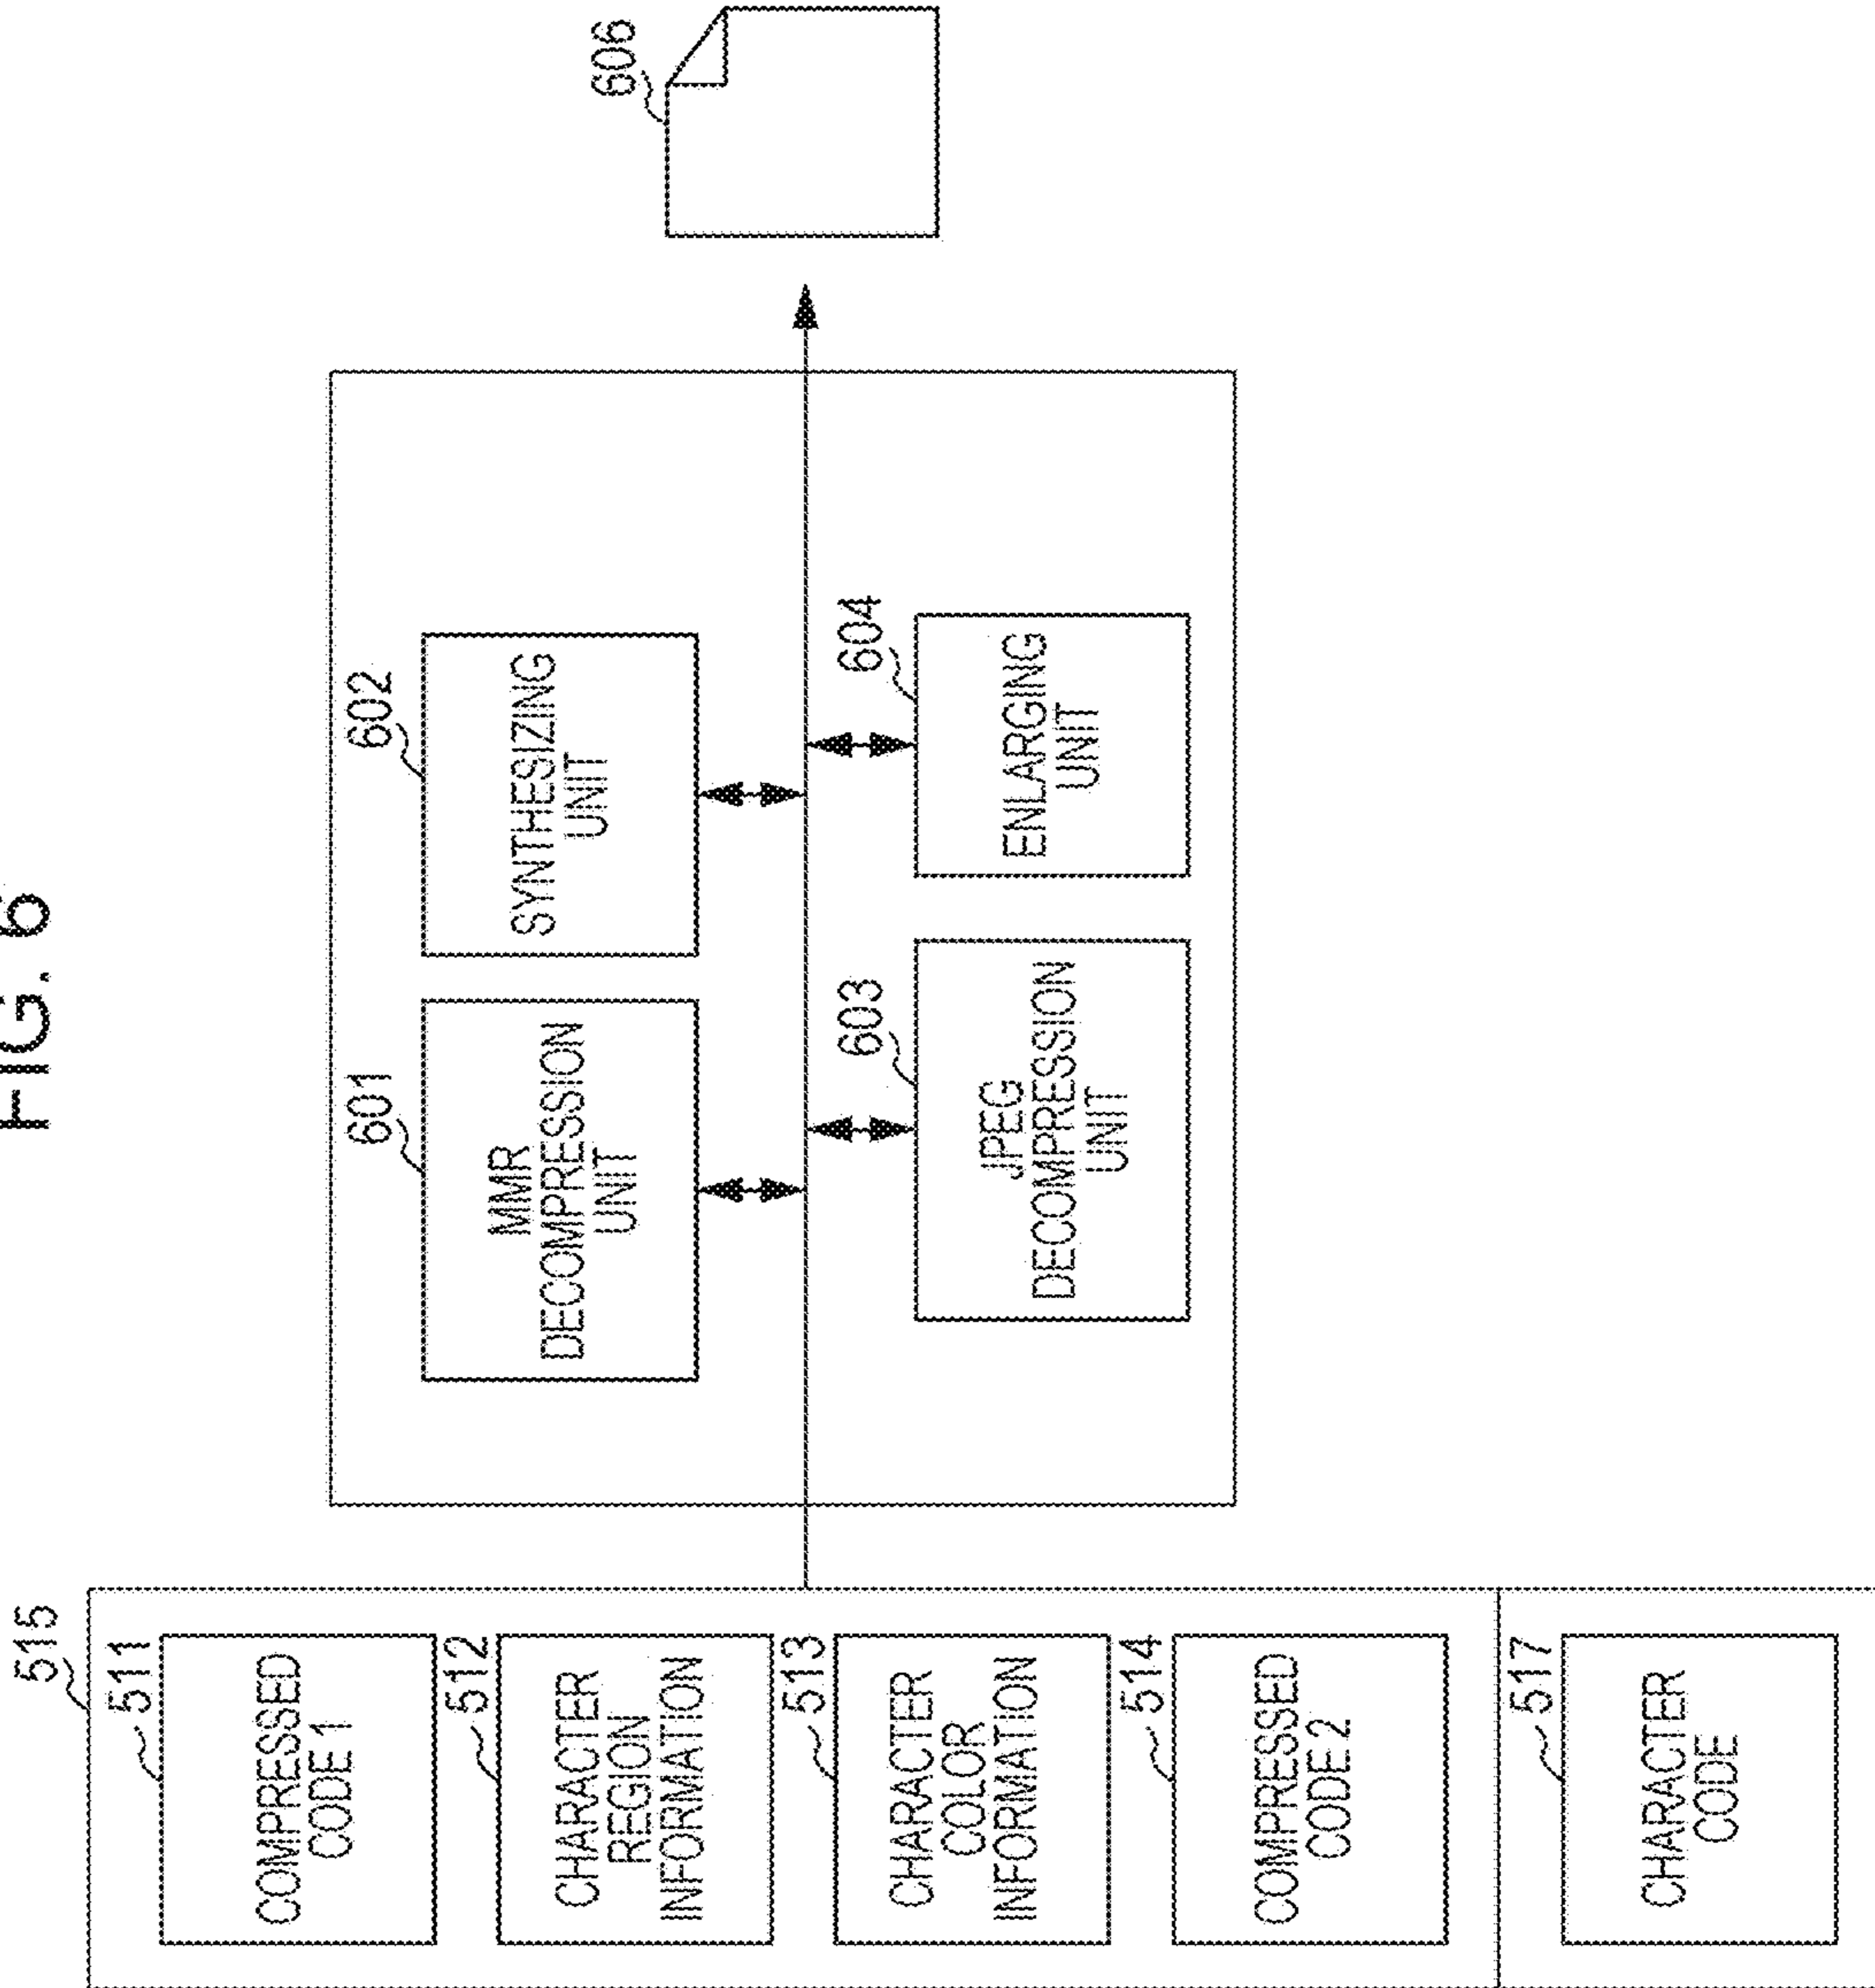 FIG. 6
515
511
COMPRESSED
CODE 1
512
CHARACTER
REGION
INFORMATION
513
CHARACTER
COLOR
INFORMATION
514
COMPRESSED
CODE 2
517
CHARACTER
CODE
601
MMR
DECOMPRESSION
UNIT
602
SYNTHESIZING
UNIT
603
JPEG
DECOMPRESSION
UNIT
604
ENLARGING
UNIT
606